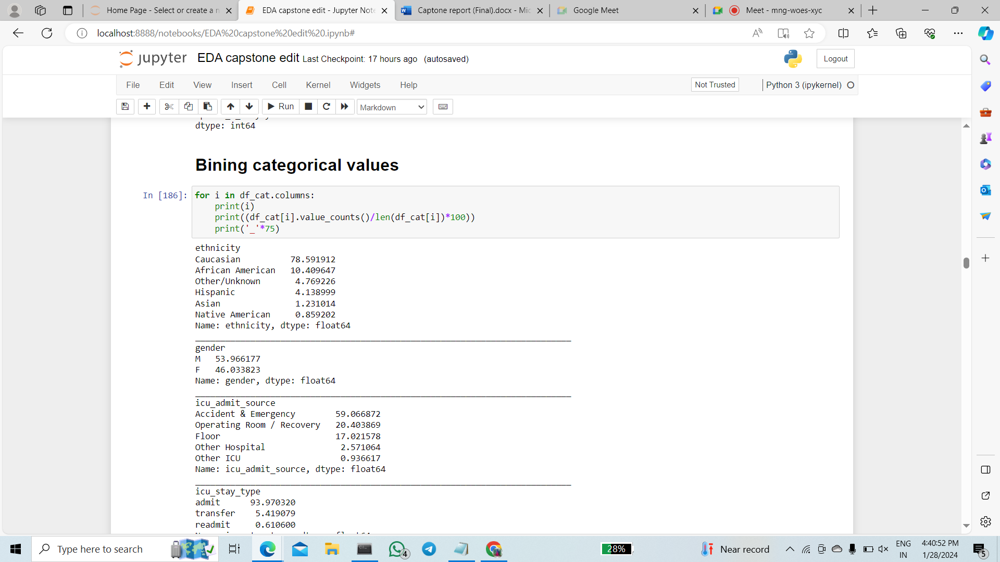 Home Page - Select or create a n
EDA capstone edit - Jupyter Note
Captone report (Final).docx - Mic
Google Meet
Meet - mng-woes-xyc
localhost:8888/notebooks/EDA%20capstone%20edit%20.ipynb#
jupyter EDA capstone edit Last Checkpoint: 17 hours ago (autosaved)
Logout
File Edit View Insert Cell Kernel Widgets Help
Not Trusted
Python 3 (ipykernel)
Run
Markdown
dtype: int64
Bining categorical values
In [186]: for i in df_cat.columns:
print(i)
print((df_cat[i].value_counts()/len(df_cat[i])*100))
print('_'*75)
ethnicity
Caucasian 78.591912
African American 10.409647
Other/Unknown 4.769226
Hispanic 4.138999
Asian 1.231014
Native American 0.859202
Name: ethnicity, dtype: float64
___________________________________________________________________________
gender
M 53.966177
F 46.033823
Name: gender, dtype: float64
___________________________________________________________________________
icu_admit_source
Accident & Emergency 59.066872
Operating Room / Recovery 20.403869
Floor 17.021578
Other Hospital 2.571064
Other ICU 0.936617
Name: icu_admit_source, dtype: float64
___________________________________________________________________________
icu_stay_type
admit 93.970320
transfer 5.419079
readmit 0.610600
Type here to search
4
28%
Near record
ENG
IN
4:40:52 PM
1/28/2024
5